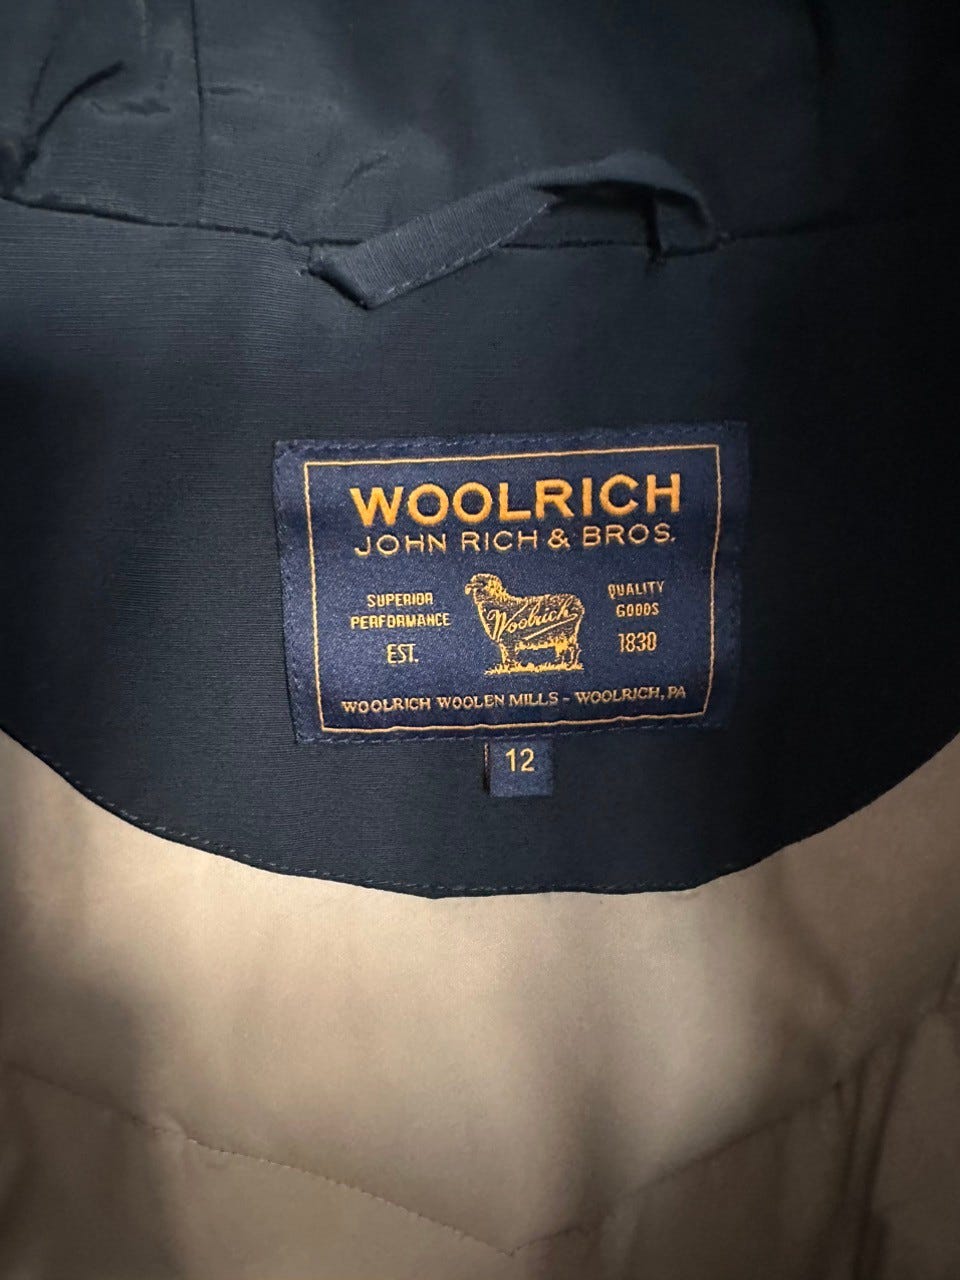 WOOLRICH
JOHN RICH & BROS.
SUPERIOR
PERFORMANCE
EST.
Woolrich
QUALITY
GOODS
1830
WOOLRICH WOOLEN MILLS - WOOLRICH, PA
12